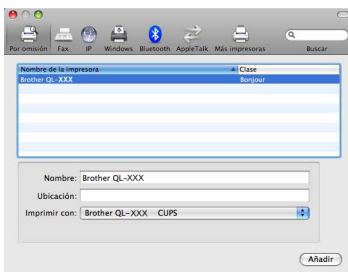 Por omisión Fax IP Windows Bluetooth AppleTalk Más impresoras Buscar
Nombre de la impresora Clase
Brother QL-XXX Bonjour
Nombre: Brother QL-XXX
Ubicación:
Imprimir con: Brother QL-XXX CUPS
Añadir